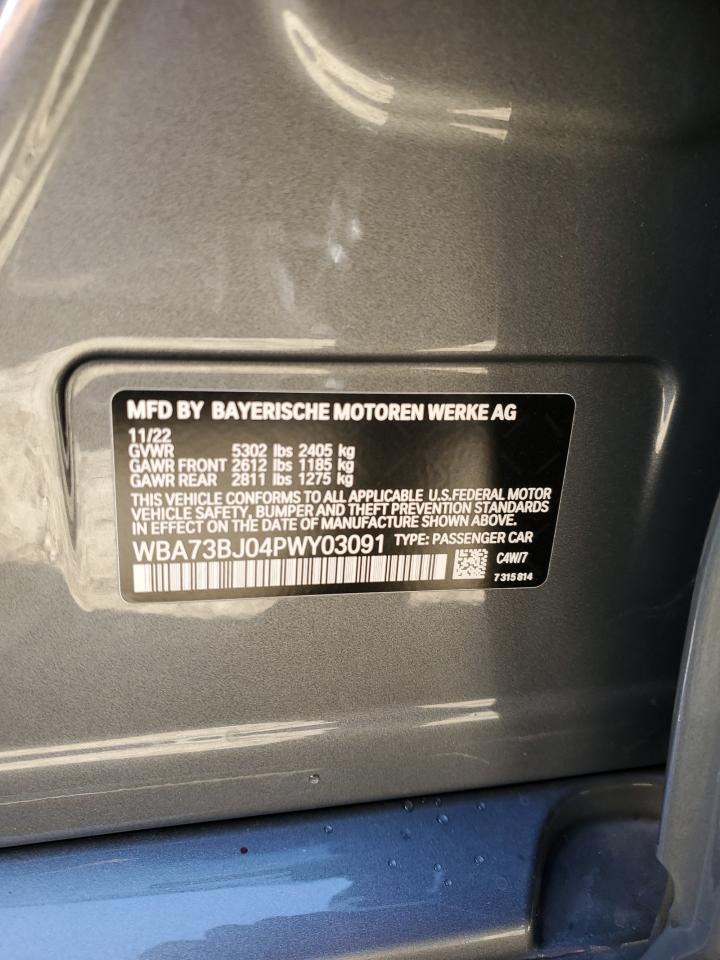 MFD BY BAYERISCHE MOTOREN WERKE AG
11/22
GVWR 5302 lbs 2405 kg
GAWR FRONT 2612 lbs 1185 kg
GAWR REAR 2811 lbs 1275 kg
THIS VEHICLE CONFORMS TO ALL APPLICABLE U.S.FEDERAL MOTOR
VEHICLE SAFETY, BUMPER AND THEFT PREVENTION STANDARDS
IN EFFECT ON THE DATE OF MANUFACTURE SHOWN ABOVE.
WBA73BJ04PWY03091 TYPE: PASSENGER CAR
C4W/7
7 315 814